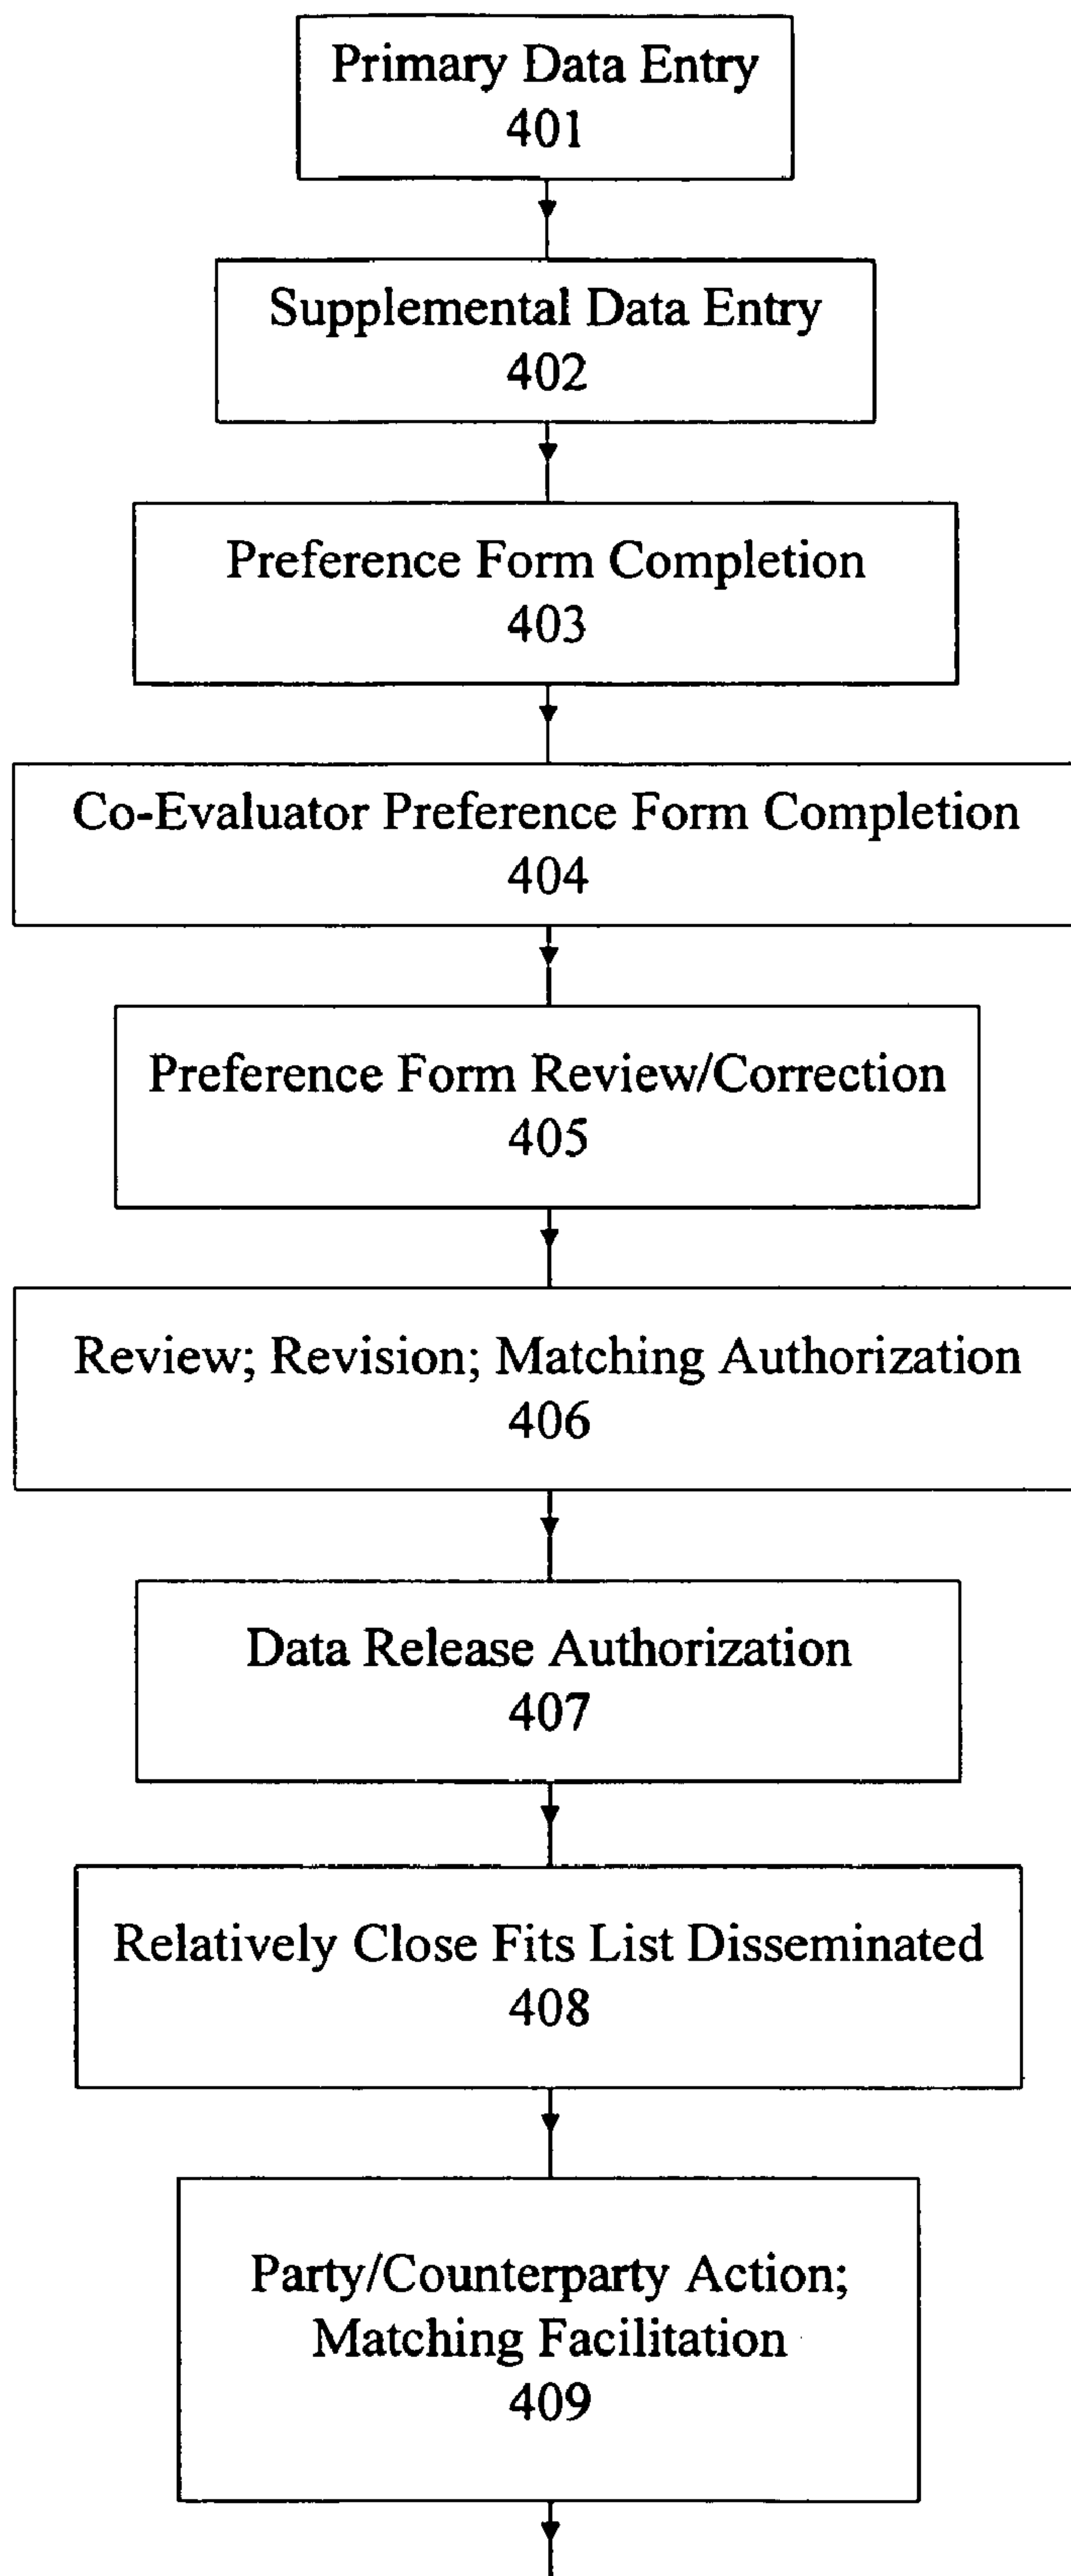 Primary Data Entry
401
Supplemental Data Entry
402
Preference Form Completion
403
Co-Evaluator Preference Form Completion
404
Preference Form Review/Correction
405
Review; Revision; Matching Authorization
406
Data Release Authorization
407
Relatively Close Fits List Disseminated
408
Party/Counterparty Action;
Matching Facilitation
409